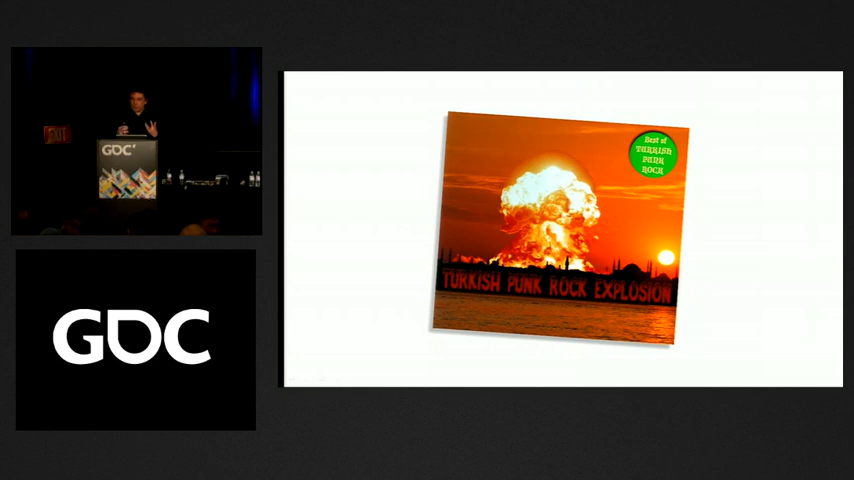 EXIT
GDC
GDC
Best of
TURKISH
PUNK
ROCK
TURKISH PUNK ROCK EXPLOSION